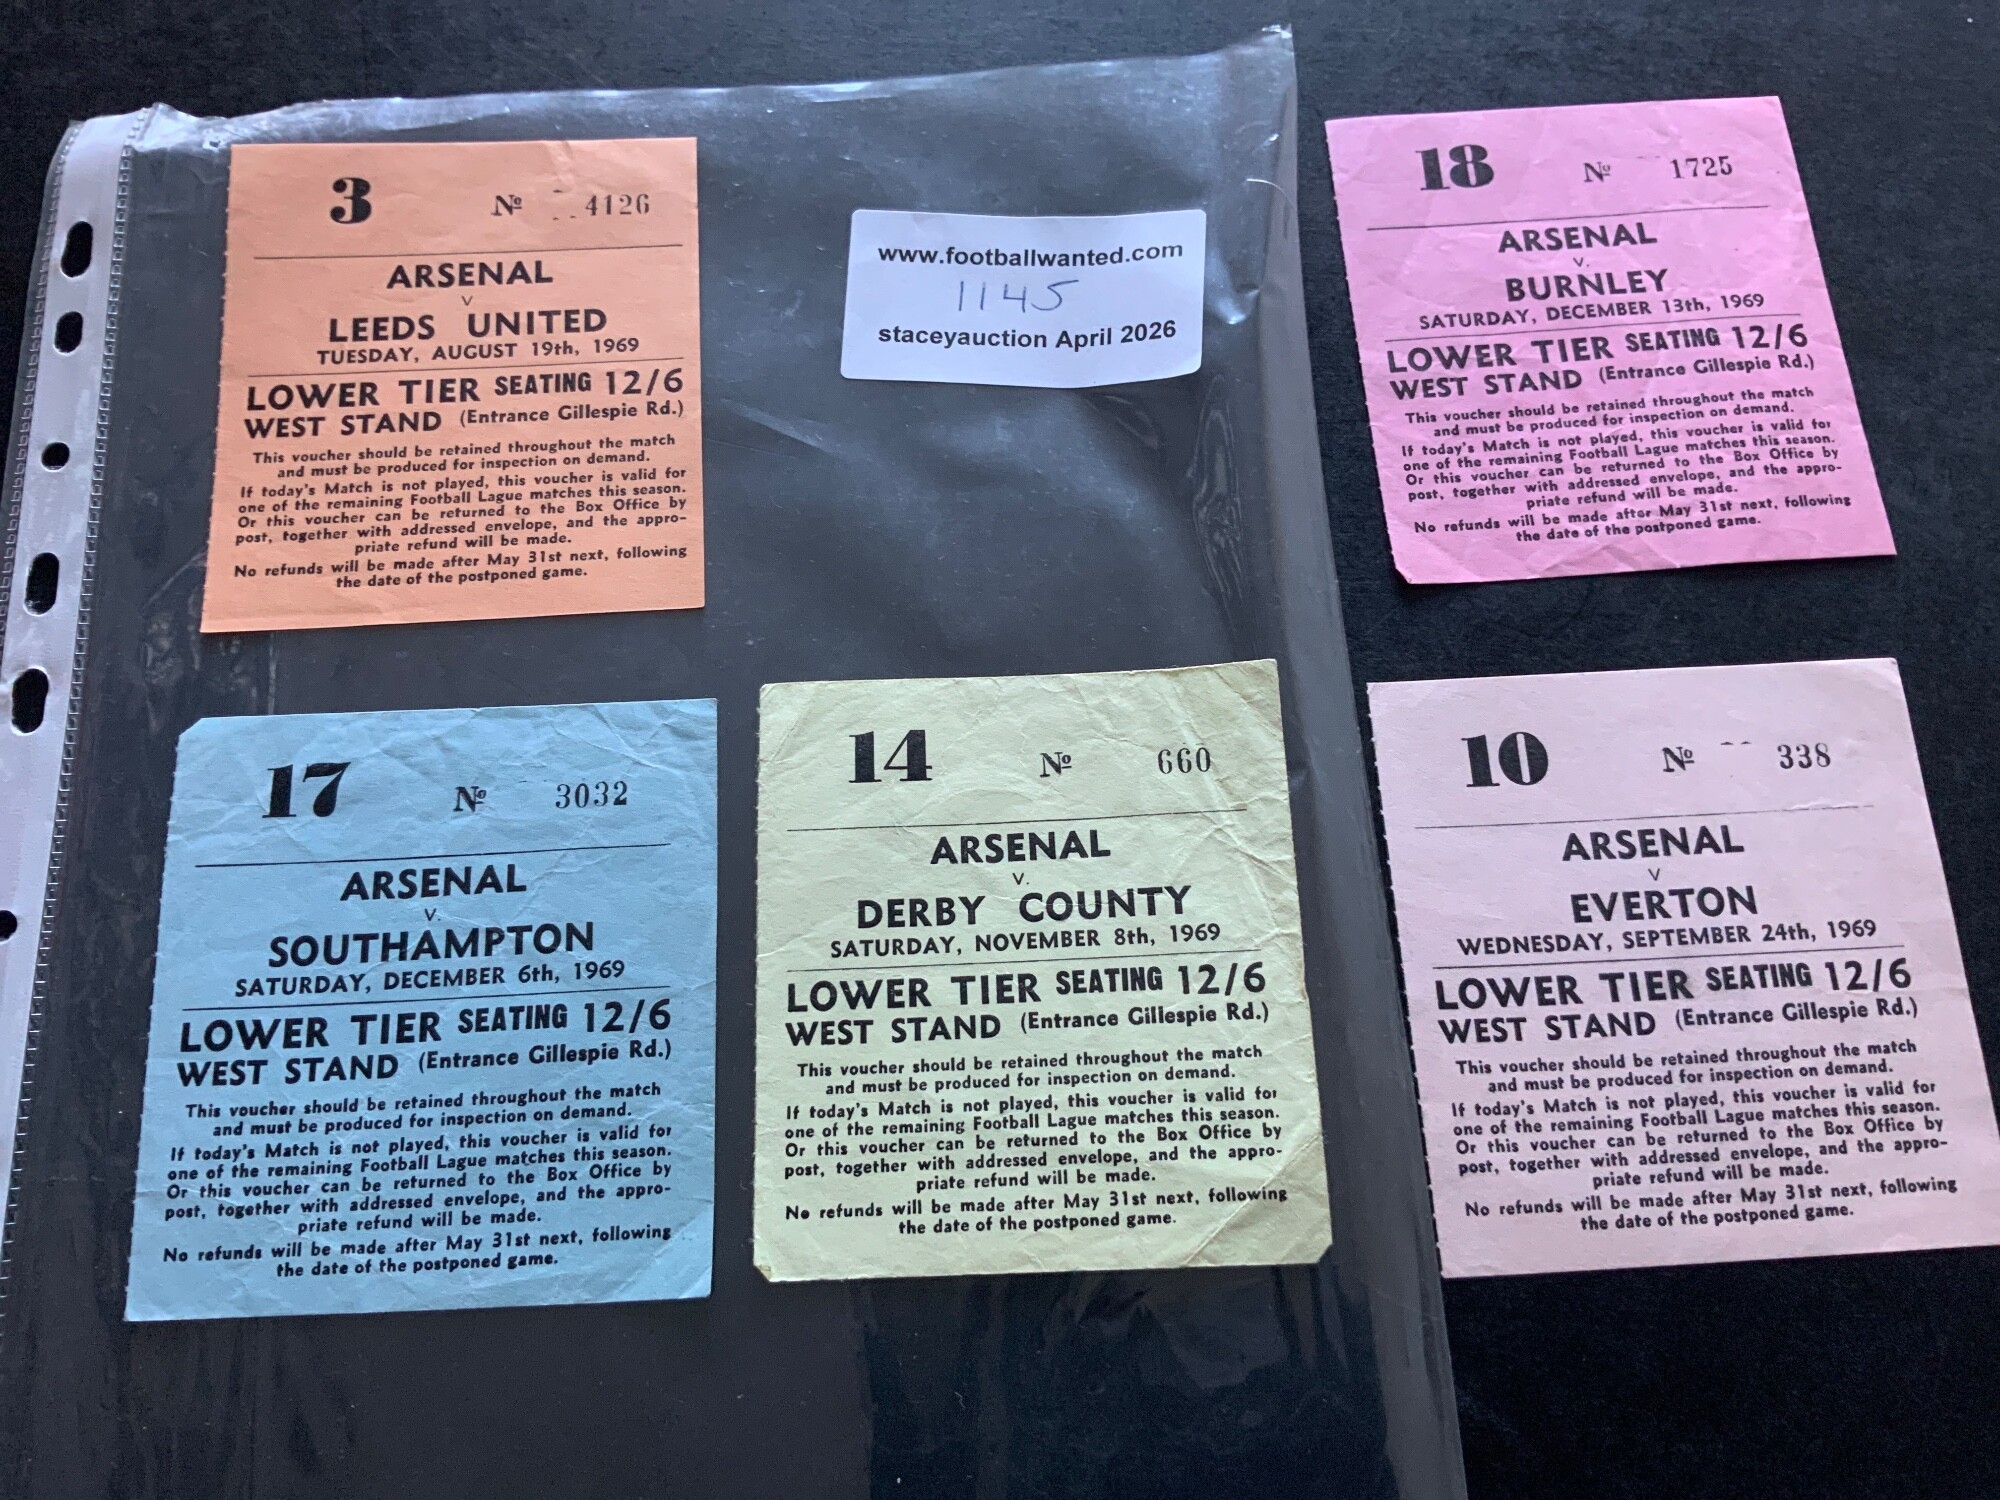 3 № 4126
ARSENAL
v
LEEDS UNITED
TUESDAY, AUGUST 19th, 1969
LOWER TIER SEATING 12/6
WEST STAND (Entrance Gillespie Rd.)
This voucher should be retained throughout the match
and must be produced for inspection on demand.
If today's Match is not played, this voucher is valid for
one of the remaining Football Lague matches this season.
Or this voucher can be returned to the Box Office by
post, together with addressed envelope, and the appro-
priate refund will be made.
No refunds will be made after May 31st next, following
the date of the postponed game.
www.footballwanted.com
1145
staceyauction April 2026
18 № 1725
ARSENAL
v.
BURNLEY
SATURDAY, DECEMBER 13th, 1969
LOWER TIER SEATING 12/6
WEST STAND (Entrance Gillespie Rd.)
This voucher should be retained throughout the match
and must be produced for inspection on demand.
If today's Match is not played, this voucher is valid for
one of the remaining Football Lague matches this season.
Or this voucher can be returned to the Box Office by
post, together with addressed envelope, and the appro-
priate refund will be made.
No refunds will be made after May 31st next, following
the date of the postponed game.
17 № 3032
ARSENAL
v.
SOUTHAMPTON
SATURDAY, DECEMBER 6th, 1969
LOWER TIER SEATING 12/6
WEST STAND (Entrance Gillespie Rd.)
This voucher should be retained throughout the match
and must be produced for inspection on demand.
If today's Match is not played, this voucher is valid for
one of the remaining Football Lague matches this season.
Or this voucher can be returned to the Box Office by
post, together with addressed envelope, and the appro-
priate refund will be made.
No refunds will be made after May 31st next, following
the date of the postponed game.
14 № 660
ARSENAL
v.
DERBY COUNTY
SATURDAY, NOVEMBER 8th, 1969
LOWER TIER SEATING 12/6
WEST STAND (Entrance Gillespie Rd.)
This voucher should be retained throughout the match
and must be produced for inspection on demand.
If today's Match is not played, this voucher is valid for
one of the remaining Football Lague matches this season.
Or this voucher can be returned to the Box Office by
post, together with addressed envelope, and the appro-
priate refund will be made.
No refunds will be made after May 31st next, following
the date of the postponed game.
10 № 338
ARSENAL
v
EVERTON
WEDNESDAY, SEPTEMBER 24th, 1969
LOWER TIER SEATING 12/6
WEST STAND (Entrance Gillespie Rd.)
This voucher should be retained throughout the match
and must be produced for inspection on demand.
If today's Match is not played, this voucher is valid for
one of the remaining Football Lague matches this season.
Or this voucher can be returned to the Box Office by
post, together with addressed envelope, and the appro-
priate refund will be made.
No refunds will be made after May 31st next, following
the date of the postponed game.